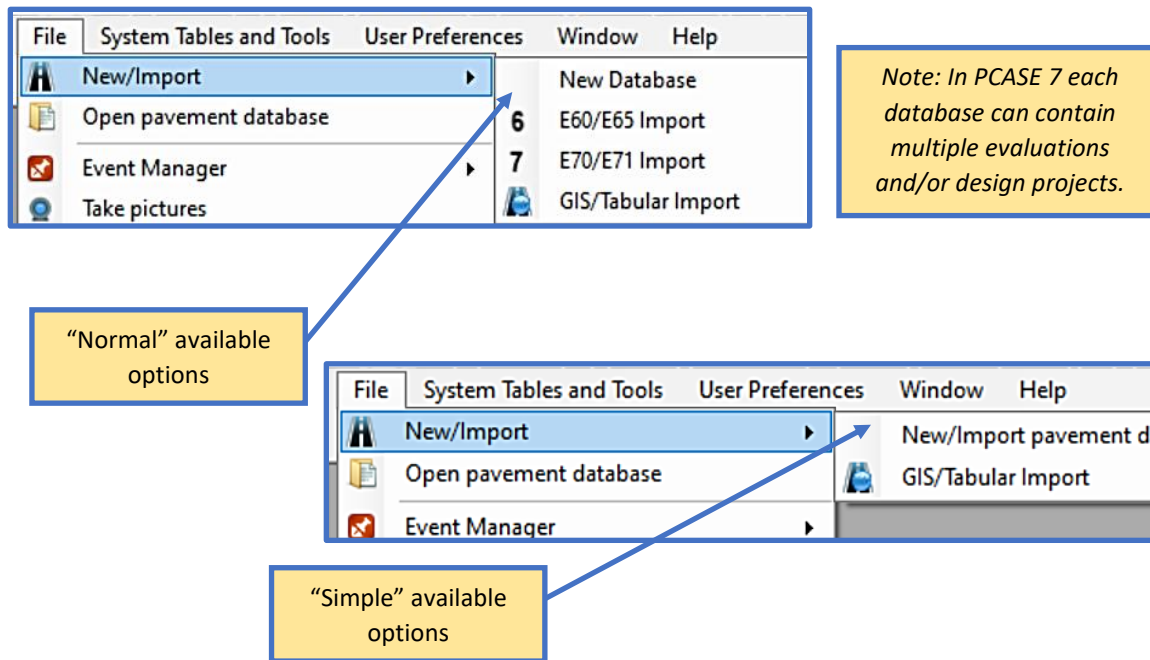 File System Tables and Tools User Preferences Window Help
New/Import
New Database
Open pavement database
6 E60/E65 Import
Event Manager
7 E70/E71 Import
Take pictures
GIS/Tabular Import
Note: In PCASE 7 each
database can contain
multiple evaluations
and/or design projects.
“Normal” available
options
File System Tables and Tools User Preferences Window Help
New/Import
New/Import pavement d
Open pavement database
GIS/Tabular Import
Event Manager
“Simple” available
options